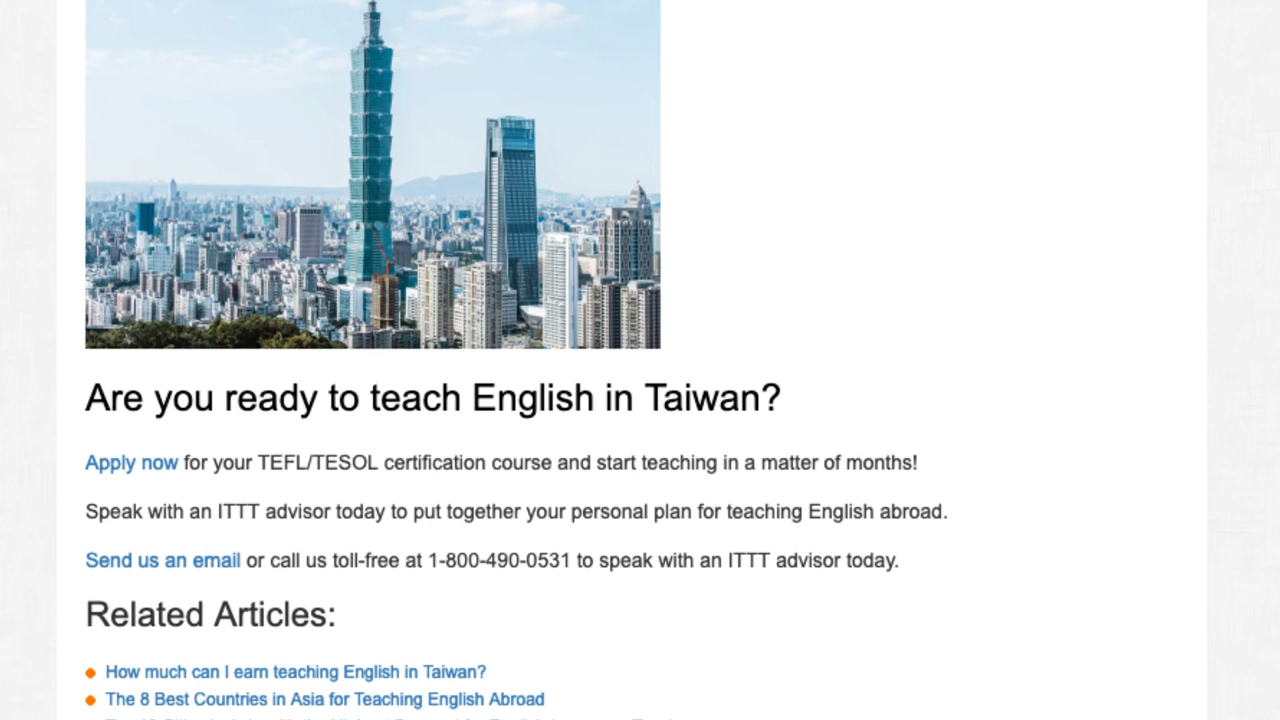 Are you ready to teach English in Taiwan?
Apply now for your TEFL/TESOL certification course and start teaching in a matter of months!
Speak with an ITTT advisor today to put together your personal plan for teaching English abroad.
Send us an email or call us toll-free at 1-800-490-0531 to speak with an ITTT advisor today.
Related Articles:
How much can I earn teaching English in Taiwan?
The 8 Best Countries in Asia for Teaching English Abroad